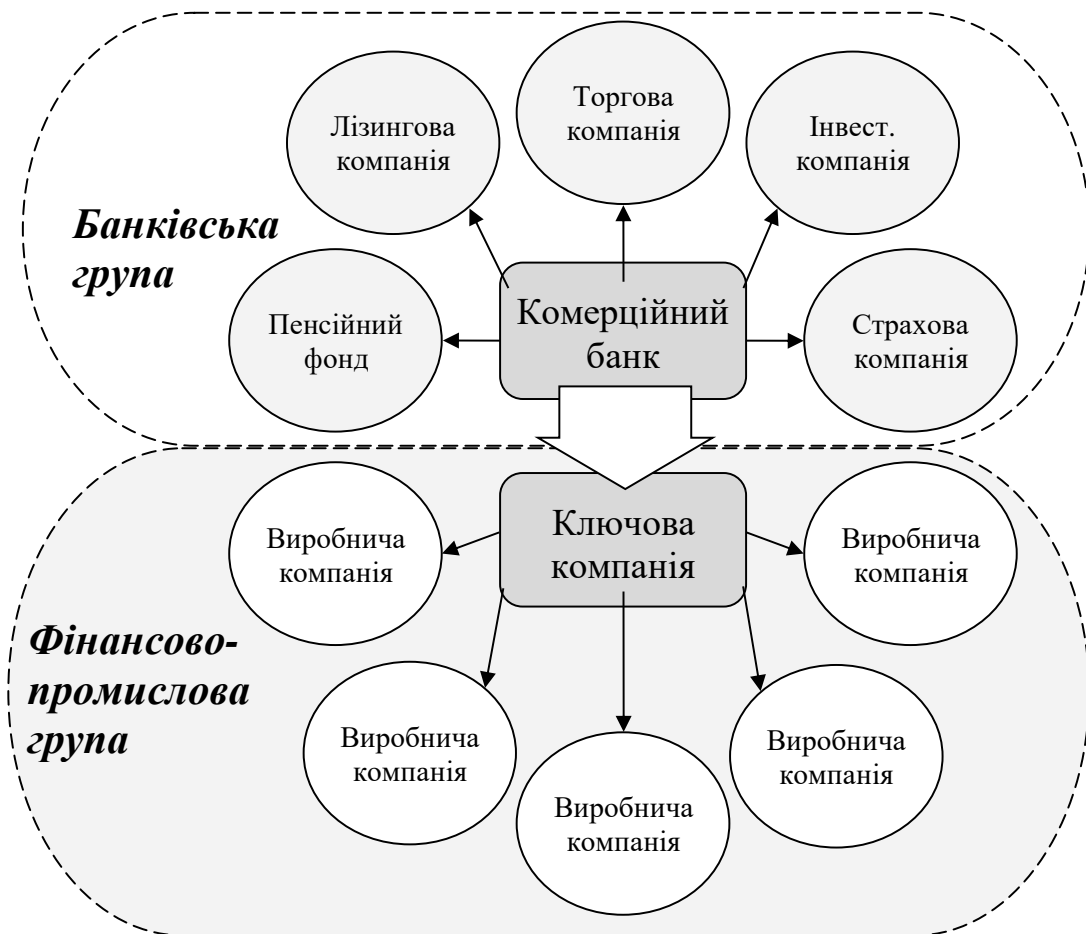 Торгова
компанія
Лізингова
компанія
Інвест.
компанія
Банківська
група
Пенсійний
фонд
Комерційний
банк
Страхова
компанія
Виробнича
компанія
Ключова
компанія
Виробнича
компанія
Фінансово-
промислова
група
Виробнича
компанія
Виробнича
компанія
Виробнича
компанія